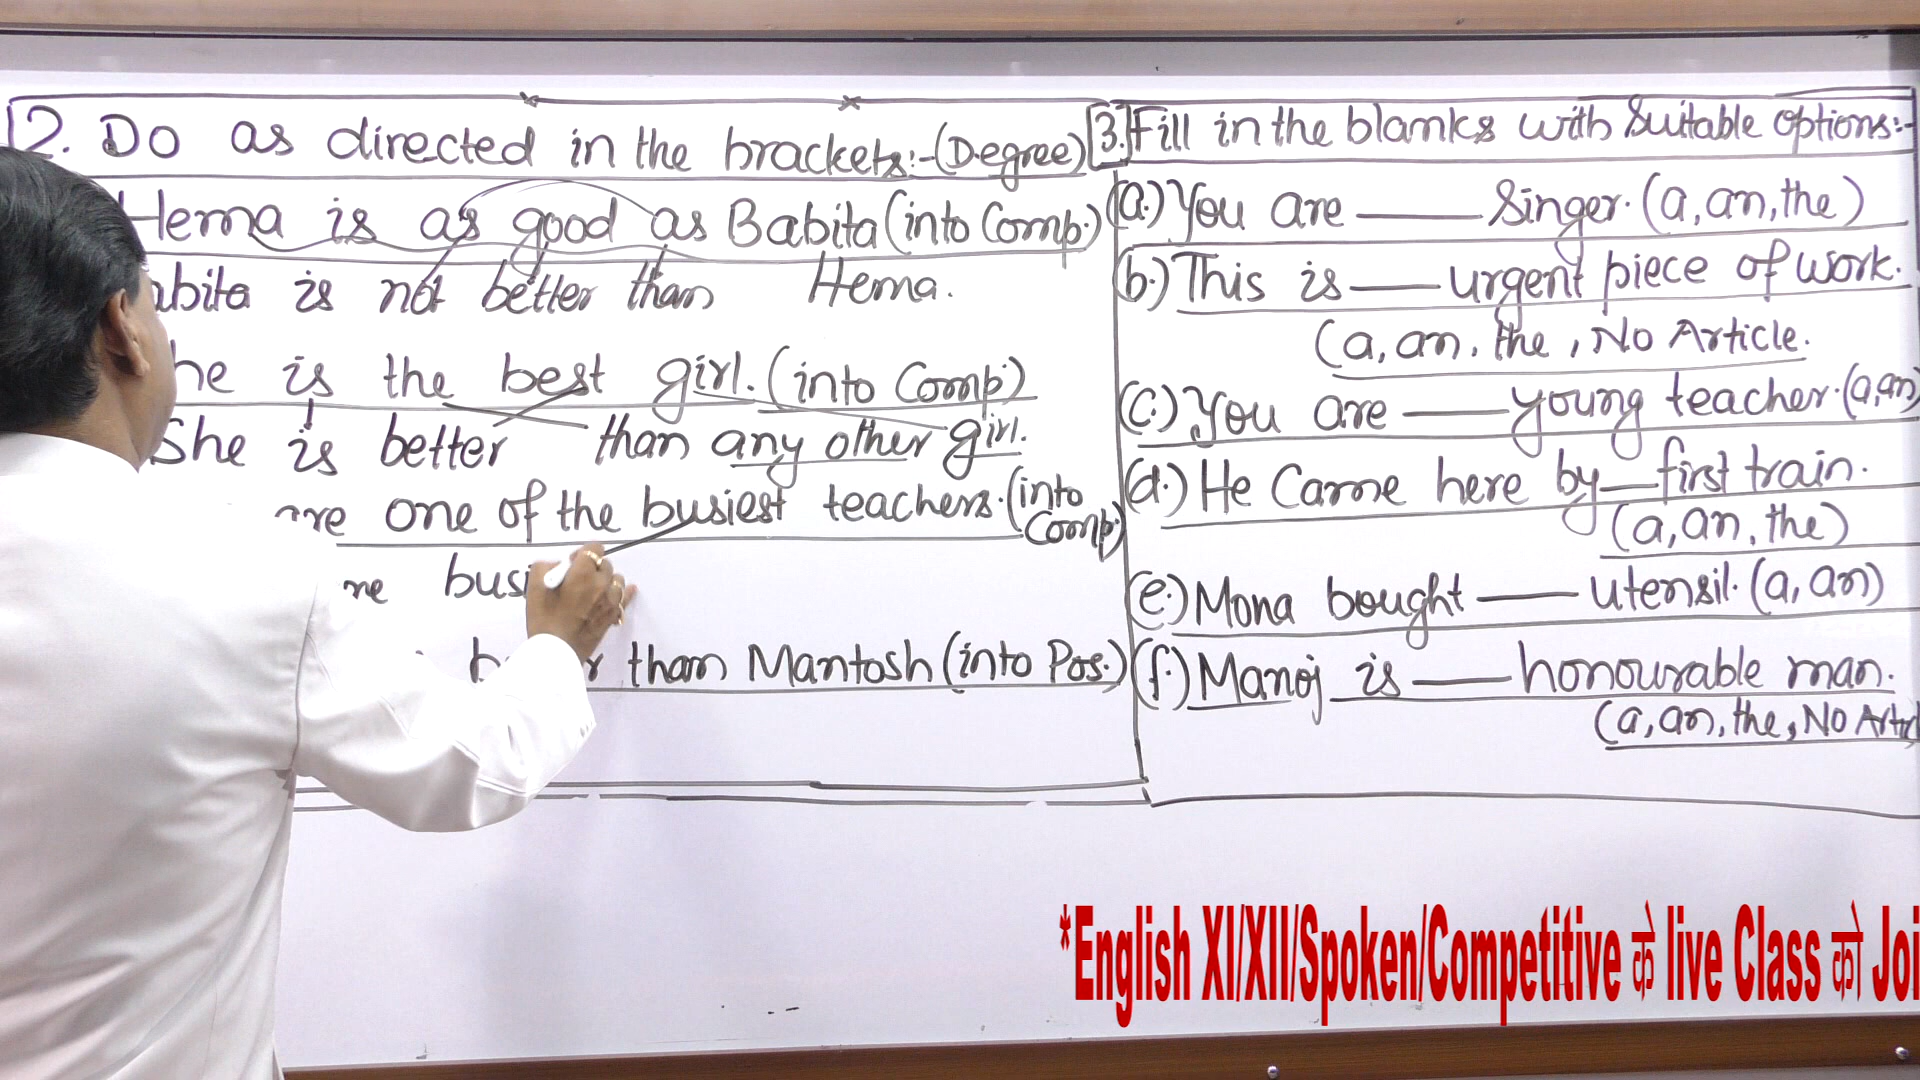 2. Do as directed in the brackets:-(Degree)
Hema is as good as Babita (into Comp.)
is not better than Hema.
is the best girl. (into Comp.)
She is better than any other girl.
one of the busiest teachers. (into Comp.)
than Mantosh (into Pos.)
3. Fill in the blanks with Suitable options:-
(a.) You are ___ Singer. (a, an, the)
(b.) This is ___ urgent piece of work.
(a, an, the, No Article.
(c.) You are ___ young teacher. (a, an)
(d.) He Came here by ___ first train.
(a, an, the)
(e.) Mona bought ___ utensil. (a, an)
(f.) Manoj is ___ honourable man.
(a, an, the, No
*English XI/XII/Spoken/Competitive के live Class को Joi